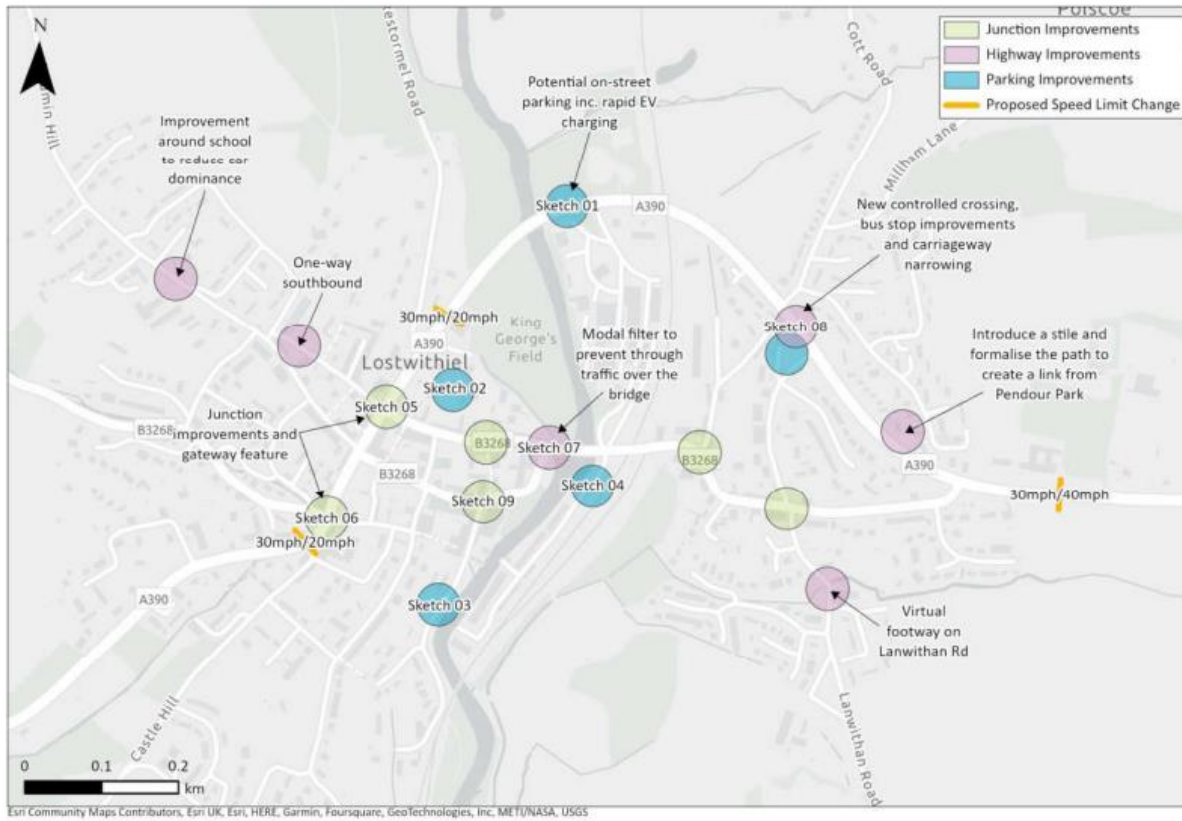 N
Polscoe
Junction Improvements
Highway Improvements
Parking Improvements
Proposed Speed Limit Change
Restormel Road
Cott Road
Millham Lane
Potential on-street
parking inc. rapid EV
charging
Improvement
around school
to reduce car
dominance
Sketch 01
A390
New controlled crossing,
bus stop improvements
and carriageway
narrowing
One-way
southbound
30mph/20mph
King
George's
Field
Modal filter to
prevent through
traffic over the
bridge
Sketch 08
A390
Lostwithiel
Introduce a stile and
formalise the path to
create a link from
Pendour Park
Sketch 02
Sketch 05
Junction
improvements and
gateway feature
B3268
B3268
Sketch 07
B3268
B3268
A390
Sketch 04
30mph/40mph
Sketch 09
Sketch 06
30mph/20mph
A390
Sketch 03
Virtual
footway on
Lanwithan Rd
Castle Hill
Lanwithan Road
0 0.1 0.2
km
Esri Community Maps Contributors, Esri UK, Esri, HERE, Garmin, Foursquare, GeoTechnologies, Inc, METI/NASA, USGS